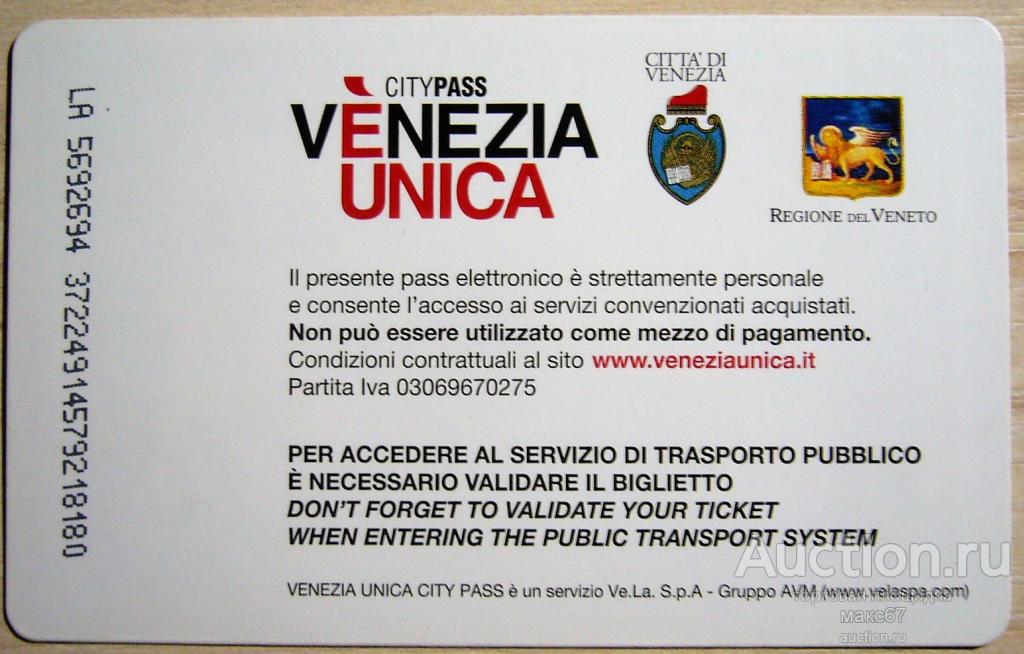 LA 5692694 37224914579218180
CITYPASS
VÈNEZIA
UNICA
CITTA' DI
VENEZIA
REGIONE DEL VENETO
Il presente pass elettronico è strettamente personale
e consente l'accesso ai servizi convenzionati acquistati.
Non può essere utilizzato come mezzo di pagamento.
Condizioni contrattuali al sito www.veneziaunica.it
Partita Iva 03069670275
PER ACCEDERE AL SERVIZIO DI TRASPORTO PUBBLICO
È NECESSARIO VALIDARE IL BIGLIETTO
DON'T FORGET TO VALIDATE YOUR TICKET
WHEN ENTERING THE PUBLIC TRANSPORT SYSTEM
VENEZIA UNICA CITY PASS è un servizio Ve.La. S.p.A - Gruppo AVM (www.velaspa.com)
Auction.ru
торговая площадка
макс67
auction.ru